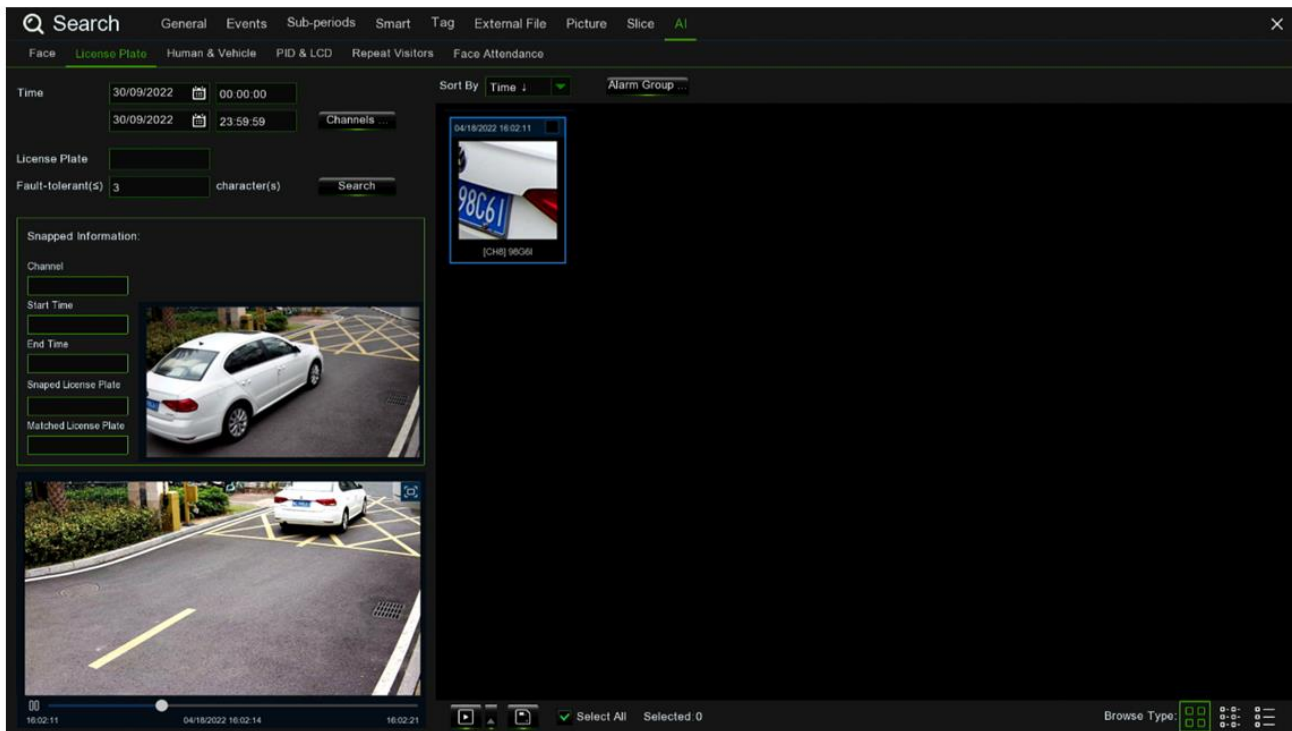 Search General Events Sub-periods Smart Tag External File Picture Slice AI
Face License Plate Human & Vehicle PID & LCD Repeat Visitors Face Attendance
Time 30/09/2022 00:00:00
30/09/2022 23:59:59 Channels ...
License Plate
Fault-tolerant(≤) 3 character(s) Search
Snapped Information:
Channel
Start Time
End Time
Snaped License Plate
Matched License Plate
16:02:11 04/18/2022 16:02:14 16:02:21
Sort By Time ↓ Alarm Group ...
04/18/2022 16:02:11
98C61
[CH8] 98G6I
Select All Selected:0
Browse Type: